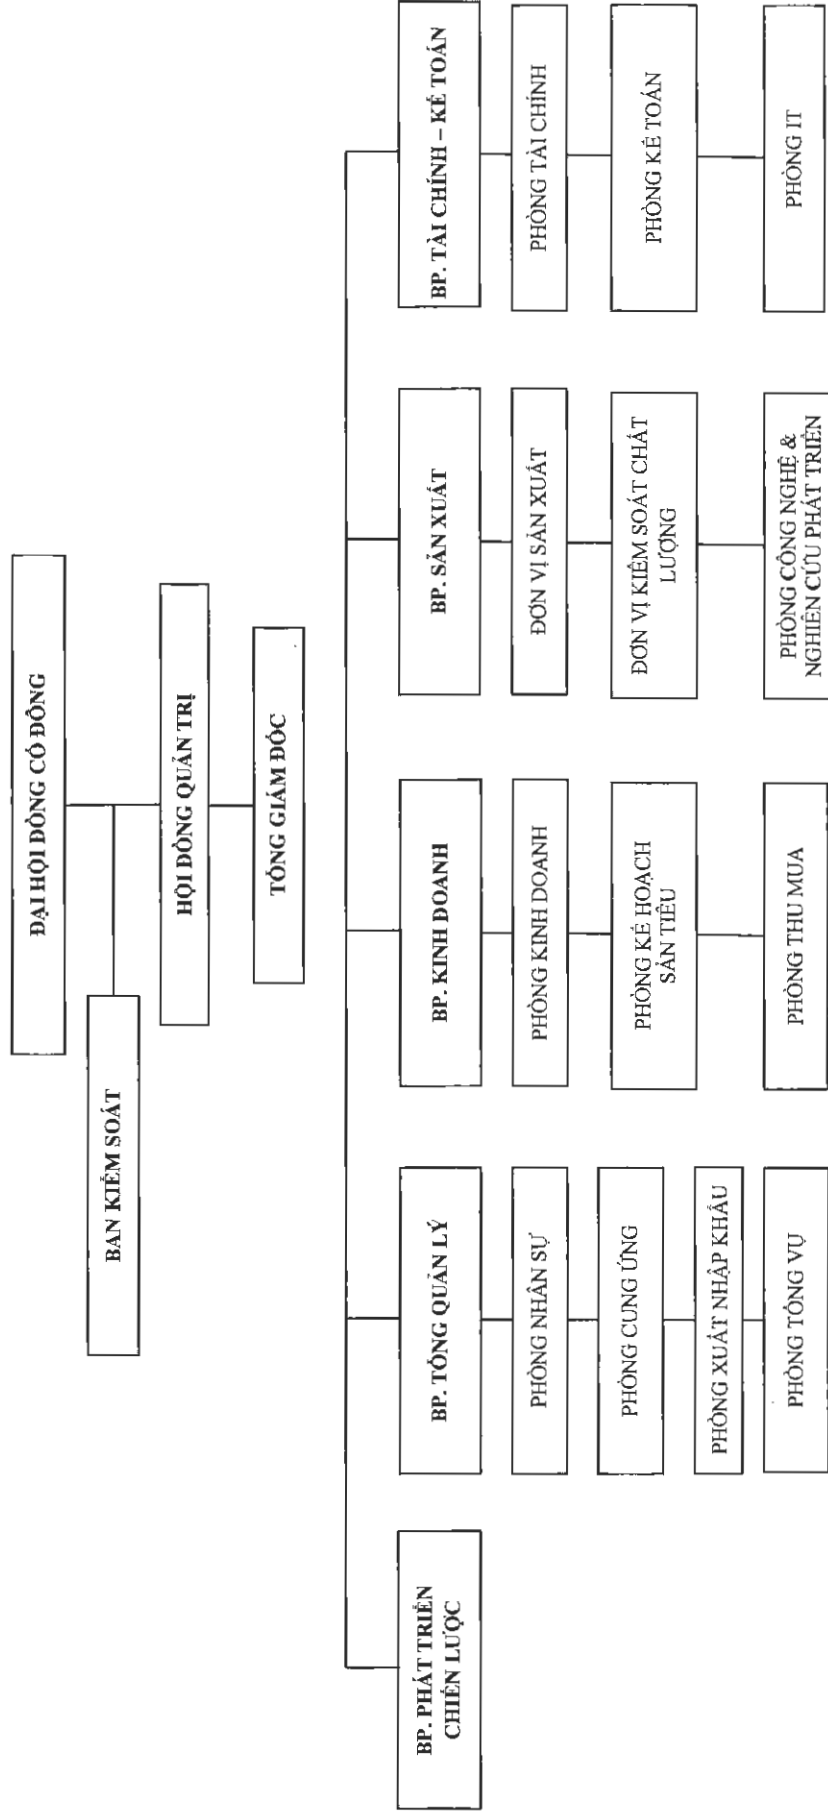 ĐẠI HỘI ĐỒNG CỔ ĐÔNG
BAN KIỂM SOÁT
HỘI ĐỒNG QUẢN TRỊ
TỔNG GIÁM ĐỐC
BP. PHÁT TRIỂN
CHIẾN LƯỢC
BP. TỔNG QUẢN LÝ
PHÒNG NHÂN SỰ
PHÒNG CUNG ỨNG
PHÒNG XUẤT NHẬP KHẨU
PHÒNG TỔNG VỤ
BP. KINH DOANH
PHÒNG KINH DOANH
PHÒNG KẾ HOẠCH
SẢN TIÊU
PHÒNG THU MUA
BP. SẢN XUẤT
ĐƠN VỊ SẢN XUẤT
ĐƠN VỊ KIỂM SOÁT CHẤT
LƯỢNG
PHÒNG CÔNG NGHỆ &
NGHIÊN CỨU PHÁT TRIỂN
BP. TÀI CHÍNH – KẾ TOÁN
PHÒNG TÀI CHÍNH
PHÒNG KẾ TOÁN
PHÒNG IT